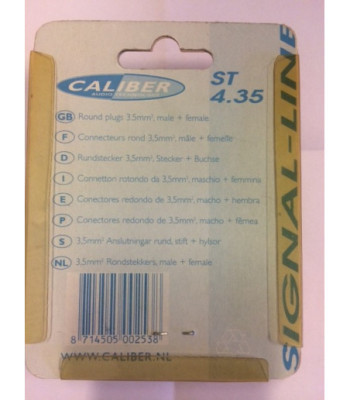 CALIBER
ST
4.35
GB Round plugs 3,5mm², male + female
F Connecteurs rond 3,5mm², mâle + femelle
D Rundstecker 3,5mm², Stecker + Buchse
I Connettori rotondo da 3,5mm², maschio + femmina
E Conectores redondo de 3,5mm², macho + hembra
P Conectores redondo de 3,5mm², macho + fêmea
S 3,5mm² Anslutningar rund, stift + hylsor
NL 3,5mm² Rondstekkers, male + female
8 714505 002538
WWW.CALIBER.NL
SIGNAL-LINE